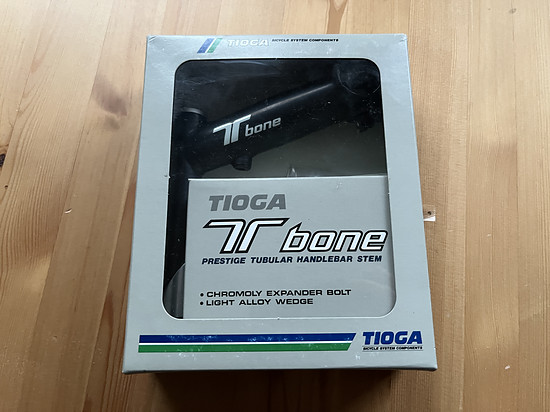 TIOGA
BICYCLE SYSTEM COMPONENTS
T bone
TIOGA
T bone
PRESTIGE TUBULAR HANDLEBAR STEM
• CHROMOLY EXPANDER BOLT
• LIGHT ALLOY WEDGE
TIOGA
BICYCLE SYSTEM COMPONENTS